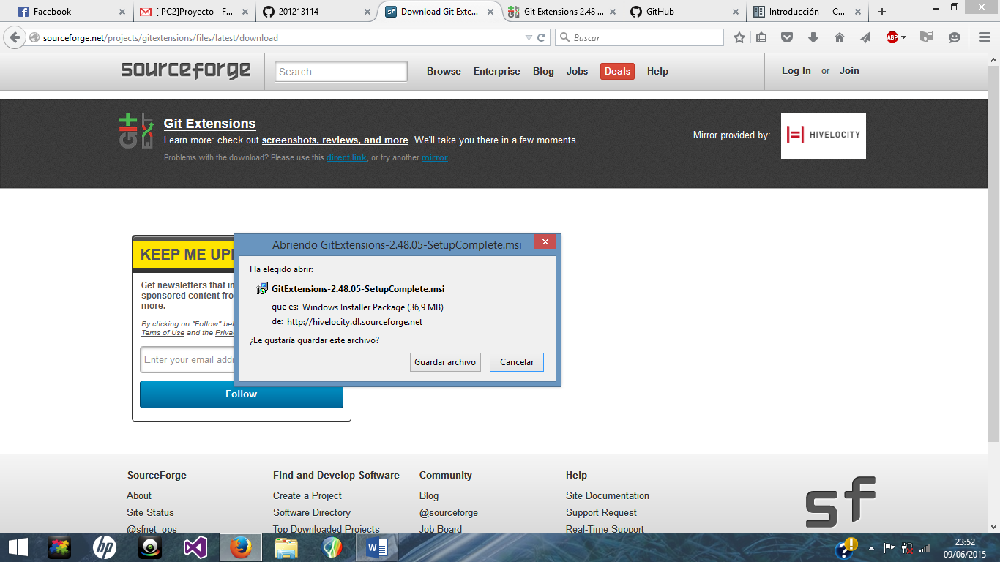 Facebook
[IPC2]Proyecto - F...
201213114
Download Git Exte...
Git Extensions 2.48 ...
GitHub
Introducción — C...
sourceforge.net/projects/gitextensions/files/latest/download
Buscar
ABP
sourceforge
Search
Browse
Enterprise
Blog
Jobs
Deals
Help
Log In or Join
Git Extensions
Learn more: check out screenshots, reviews, and more. We'll take you there in a few moments.
Problems with the download? Please use this direct link, or try another mirror.
Mirror provided by:
HIVELOCITY
KEEP ME UP
Get newsletters that in
sponsored content fro
more.
By clicking on "Follow" bel
Terms of Use and the Priva
Enter your email addr
Follow
Abriendo GitExtensions-2.48.05-SetupComplete.msi
Ha elegido abrir:
GitExtensions-2.48.05-SetupComplete.msi
que es: Windows Installer Package (36,9 MB)
de: http://hivelocity.dl.sourceforge.net
¿Le gustaría guardar este archivo?
Guardar archivo
Cancelar
SourceForge
About
Site Status
@sfnet_ops
Find and Develop Software
Create a Project
Software Directory
Top Downloaded Projects
Community
Blog
@sourceforge
Job Board
Help
Site Documentation
Support Request
Real-Time Support
sf
23:52
09/06/2015